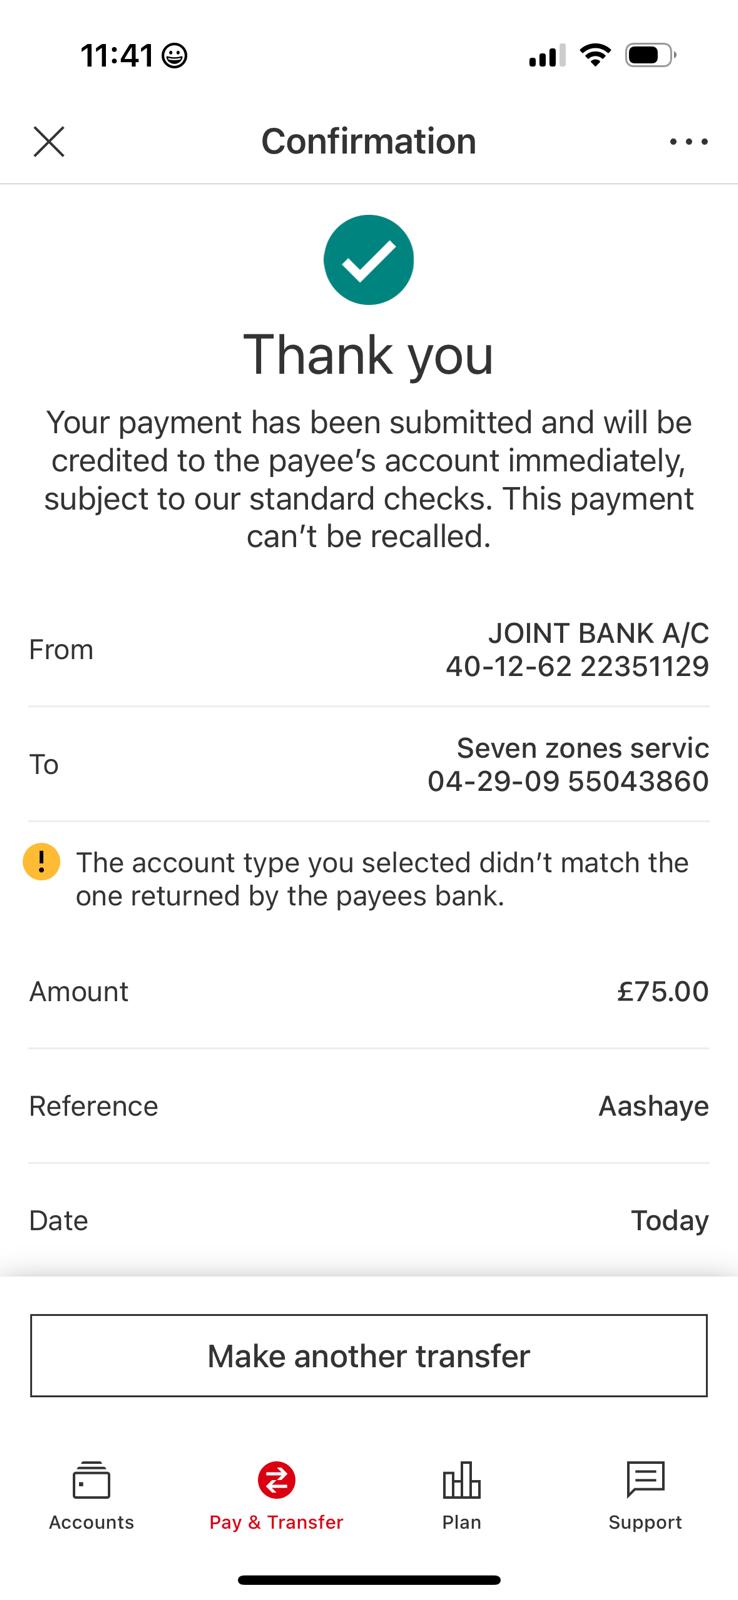 11:41
Confirmation
Thank you
Your payment has been submitted and will be
credited to the payee’s account immediately,
subject to our standard checks. This payment
can’t be recalled.
From
JOINT BANK A/C
40-12-62 22351129
To
Seven zones servic
04-29-09 55043860
The account type you selected didn’t match the
one returned by the payees bank.
Amount
£75.00
Reference
Aashaye
Date
Today
Make another transfer
Accounts
Pay & Transfer
Plan
Support